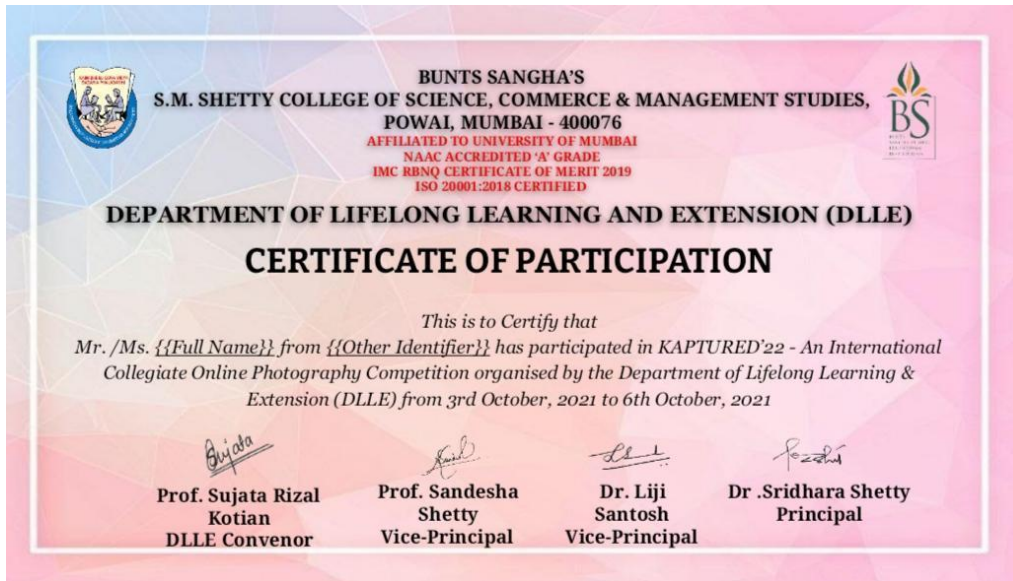 BUNTS SANGHA'S
S.M. SHETTY COLLEGE OF SCIENCE, COMMERCE & MANAGEMENT STUDIES,
POWAI, MUMBAI - 400076
AFFILIATED TO UNIVERSITY OF MUMBAI
NAAC ACCREDITED 'A' GRADE
IMC RBNQ CERTIFICATE OF MERIT 2019
ISO 20001:2018 CERTIFIED
BS
DEPARTMENT OF LIFELONG LEARNING AND EXTENSION (DLLE)
CERTIFICATE OF PARTICIPATION
This is to Certify that
Mr. /Ms. {{Full Name}} from {{Other Identifier}} has participated in KAPTURED'22 - An International
Collegiate Online Photography Competition organised by the Department of Lifelong Learning &
Extension (DLLE) from 3rd October, 2021 to 6th October, 2021
Sujata
Prof. Sujata Rizal
Kotian
DLLE Convenor
Prof. Sandesha
Shetty
Vice-Principal
Dr. Liji
Santosh
Vice-Principal
Dr .Sridhara Shetty
Principal